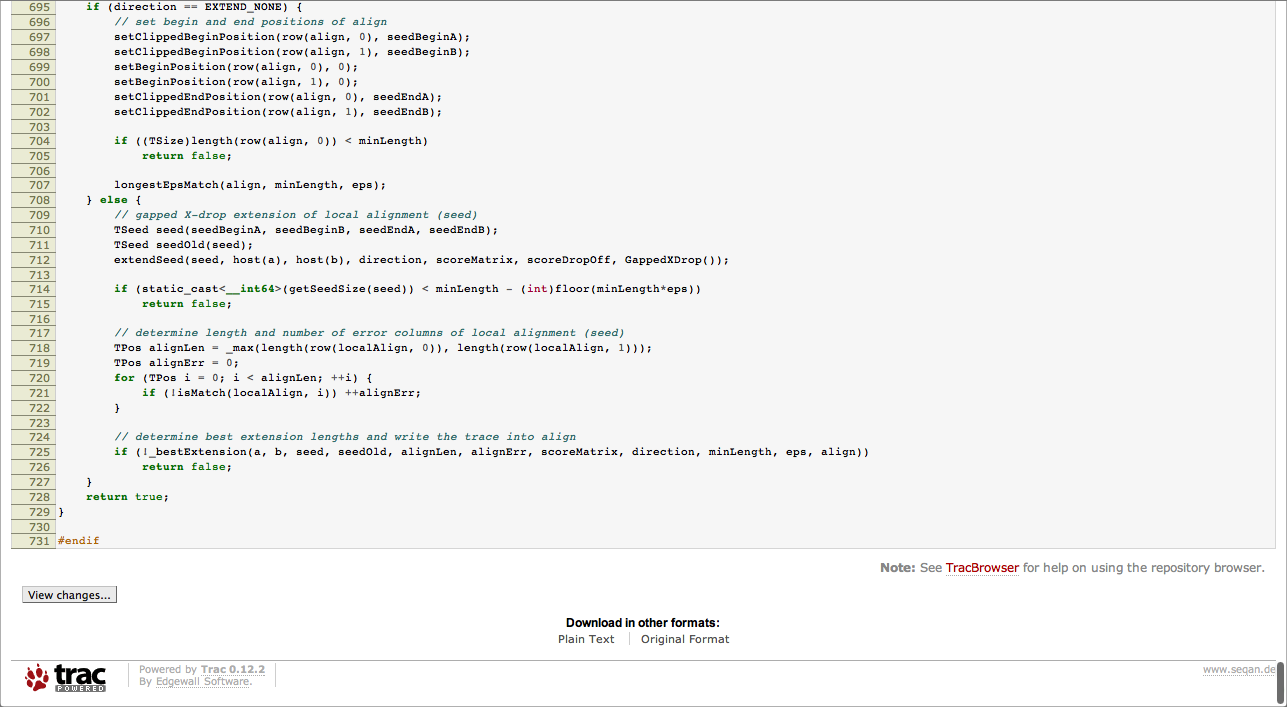 695 if (direction == EXTEND_NONE) {
696 // set begin and end positions of align
697 setClippedBeginPosition(row(align, 0), seedBeginA);
698 setClippedBeginPosition(row(align, 1), seedBeginB);
699 setBeginPosition(row(align, 0), 0);
700 setBeginPosition(row(align, 1), 0);
701 setClippedEndPosition(row(align, 0), seedEndA);
702 setClippedEndPosition(row(align, 1), seedEndB);
703
704 if ((TSize)length(row(align, 0)) < minLength)
705 return false;
706
707 longestEpsMatch(align, minLength, eps);
708 } else {
709 // gapped X-drop extension of local alignment (seed)
710 TSeed seed(seedBeginA, seedBeginB, seedEndA, seedEndB);
711 TSeed seedOld(seed);
712 extendSeed(seed, host(a), host(b), direction, scoreMatrix, scoreDropOff, GappedXDrop());
713
714 if (static_cast<__int64>(getSeedSize(seed)) < minLength - (int)floor(minLength*eps))
715 return false;
716
717 // determine length and number of error columns of local alignment (seed)
718 TPos alignLen = _max(length(row(localAlign, 0)), length(row(localAlign, 1)));
719 TPos alignErr = 0;
720 for (TPos i = 0; i < alignLen; ++i) {
721 if (!isMatch(localAlign, i)) ++alignErr;
722 }
723
724 // determine best extension lengths and write the trace into align
725 if (!_bestExtension(a, b, seed, seedOld, alignLen, alignErr, scoreMatrix, direction, minLength, eps, align))
726 return false;
727 }
728 return true;
729 }
730
731 #endif
Note: See TracBrowser for help on using the repository browser.
View changes...
Download in other formats:
Plain Text
Original Format
trac
POWERED
Powered by Trac 0.12.2
By Edgewall Software.
www.seqan.de